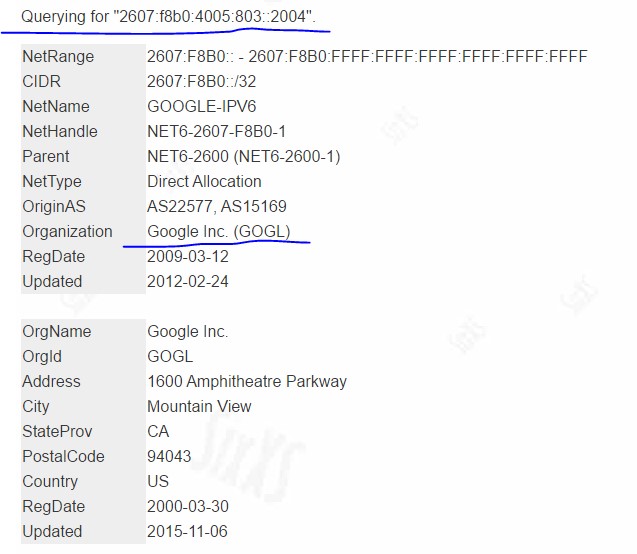 Querying for "2607:f8b0:4005:803::2004".
NetRange 2607:F8B0:: - 2607:F8B0:FFFF:FFFF:FFFF:FFFF:FFFF:FFFF
CIDR 2607:F8B0::/32
NetName GOOGLE-IPV6
NetHandle NET6-2607-F8B0-1
Parent NET6-2600 (NET6-2600-1)
NetType Direct Allocation
OriginAS AS22577, AS15169
Organization Google Inc. (GOGL)
RegDate 2009-03-12
Updated 2012-02-24
OrgName Google Inc.
OrgId GOGL
Address 1600 Amphitheatre Parkway
City Mountain View
StateProv CA
PostalCode 94043
Country US
RegDate 2000-03-30
Updated 2015-11-06